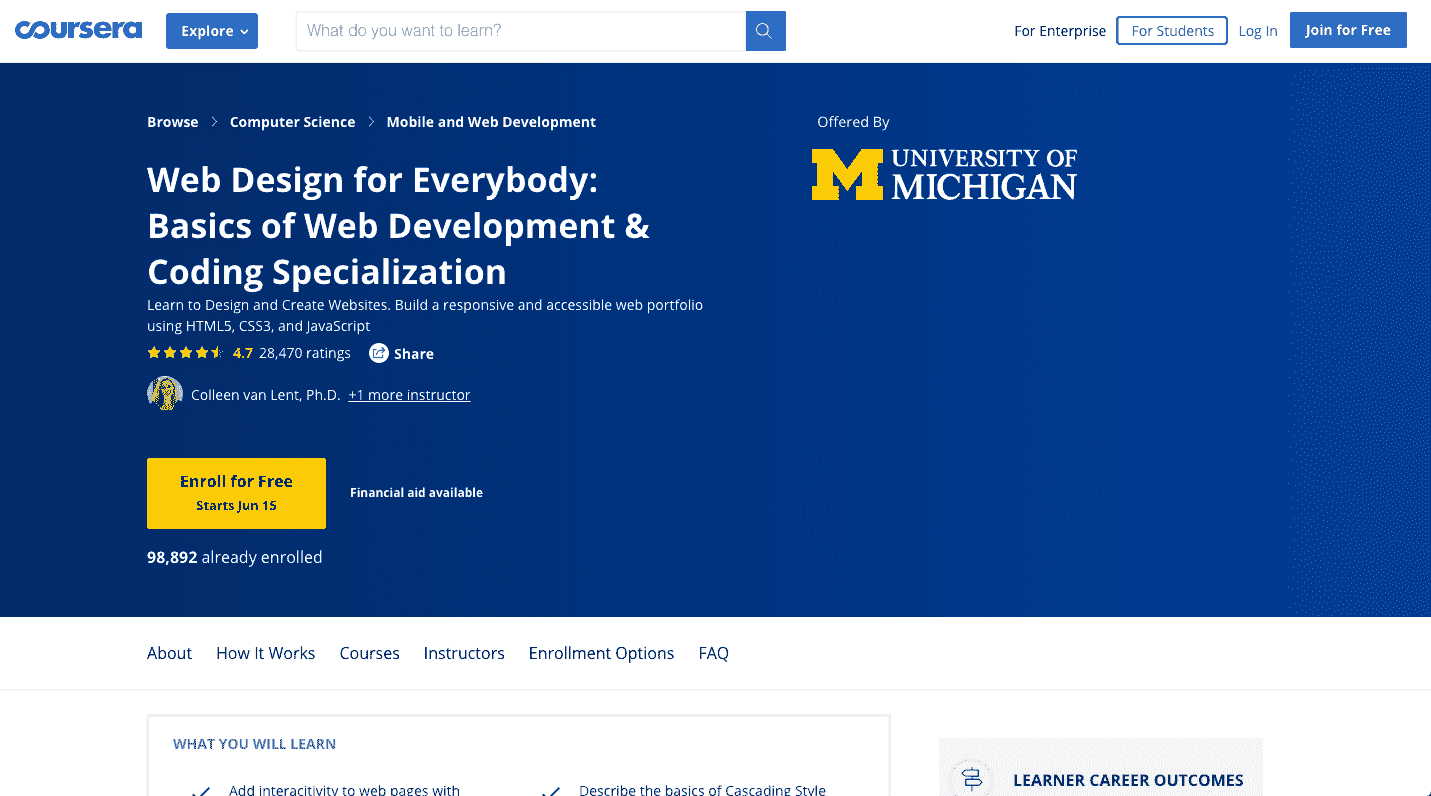 coursera
Explore
What do you want to learn?
For Enterprise
For Students
Log In
Join for Free
Browse
Computer Science
Mobile and Web Development
Web Design for Everybody:
Basics of Web Development &
Coding Specialization
Learn to Design and Create Websites. Build a responsive and accessible web portfolio
using HTML5, CSS3, and JavaScript
4.7 28,470 ratings
Share
Colleen van Lent, Ph.D. +1 more instructor
Enroll for Free
Starts Jun 15
Financial aid available
98,892 already enrolled
Offered By
M
UNIVERSITY OF
MICHIGAN
About
How It Works
Courses
Instructors
Enrollment Options
FAQ
WHAT YOU WILL LEARN
Add interacitivity to web pages with
Describe the basics of Cascading Style
LEARNER CAREER OUTCOMES